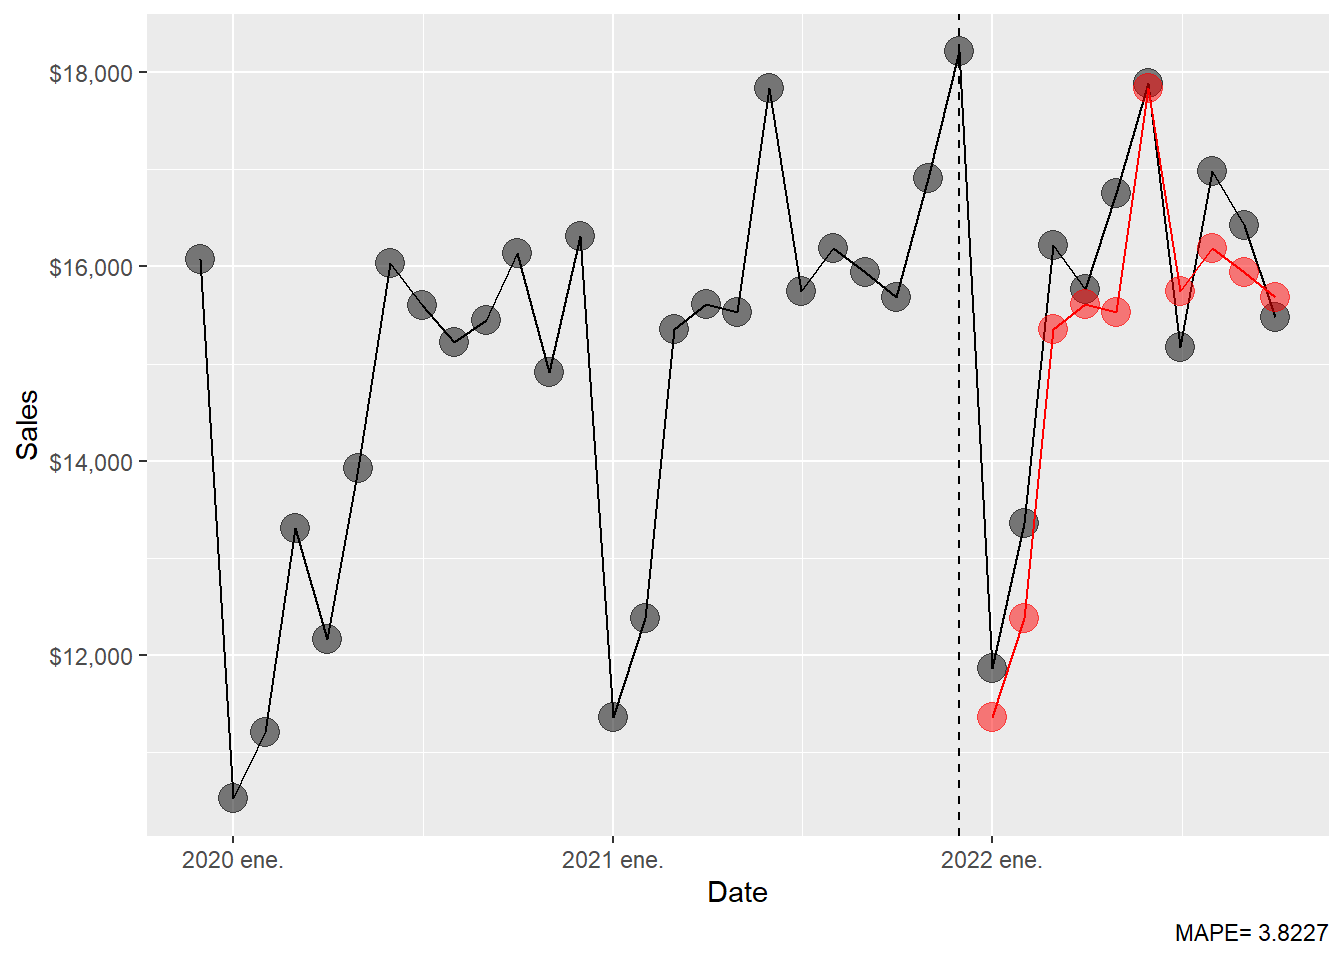 $18,000
$16,000
$14,000
$12,000
Sales
2020 ene.
2021 ene.
2022 ene.
Date
MAPE= 3.8227